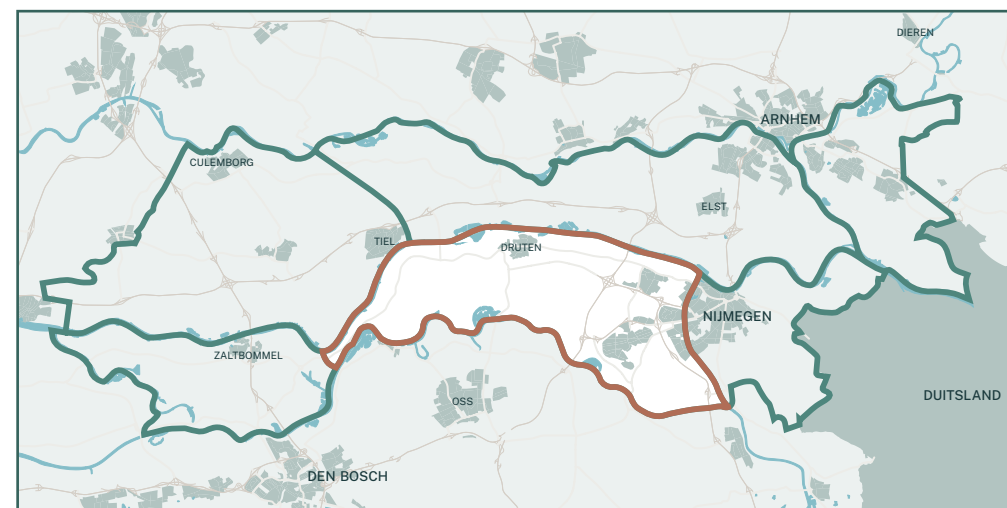 DIEREN
ARNHEM
CULEMBORG
ELST
TIEL
DRUTEN
NIJMEGEN
ZALTBOMMEL
DUITSLAND
OSS
DEN BOSCH